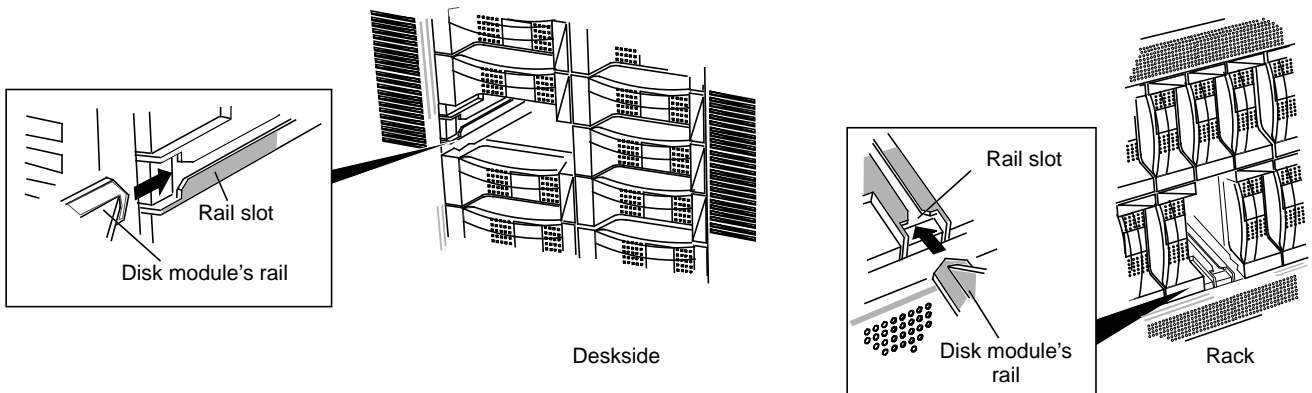 Rail slot
Disk module's rail
Deskside
Rail slot
Disk module's
rail
Rack